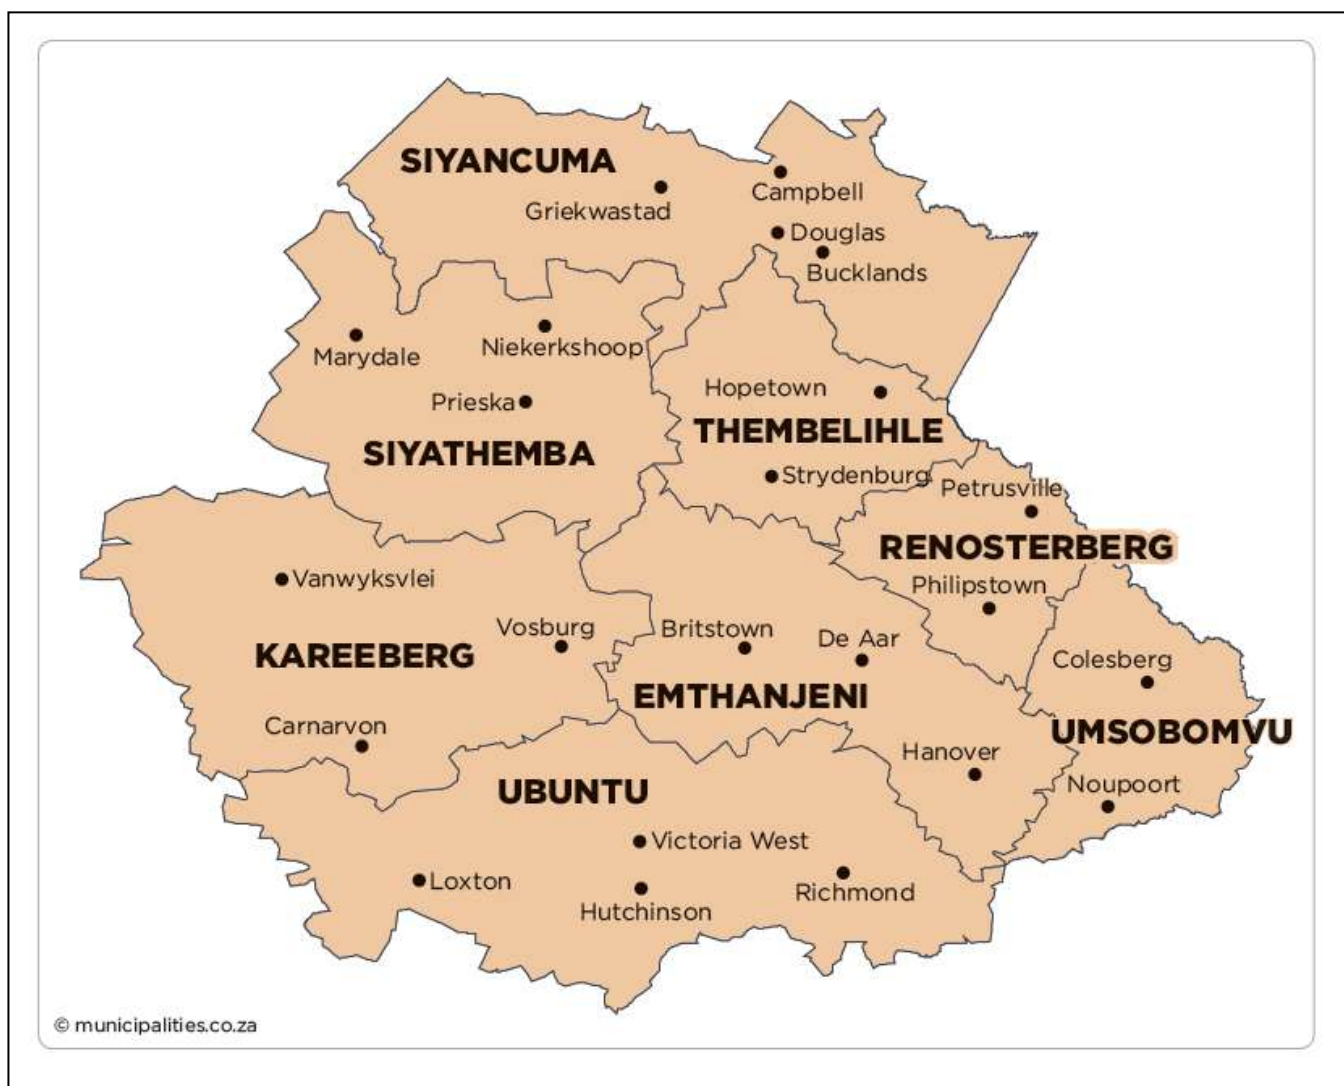 SIYANCUMA
Campbell
Griekwastad
Douglas
Bucklands
Marydale
Niekerkshoop
Hopetown
Prieska
THEMBELIHLE
SIYATHEMBA
Strydenburg
Petrusville
RENOSTERBERG
Vanwyksvlei
Philipstown
Vosburg
Britstown
De Aar
KAREEBERG
Colesberg
EMTHANJENI
Carnarvon
UMSOBOMVU
Hanover
UBUNTU
Noupoort
Victoria West
Loxton
Richmond
Hutchinson
© municipalities.co.za